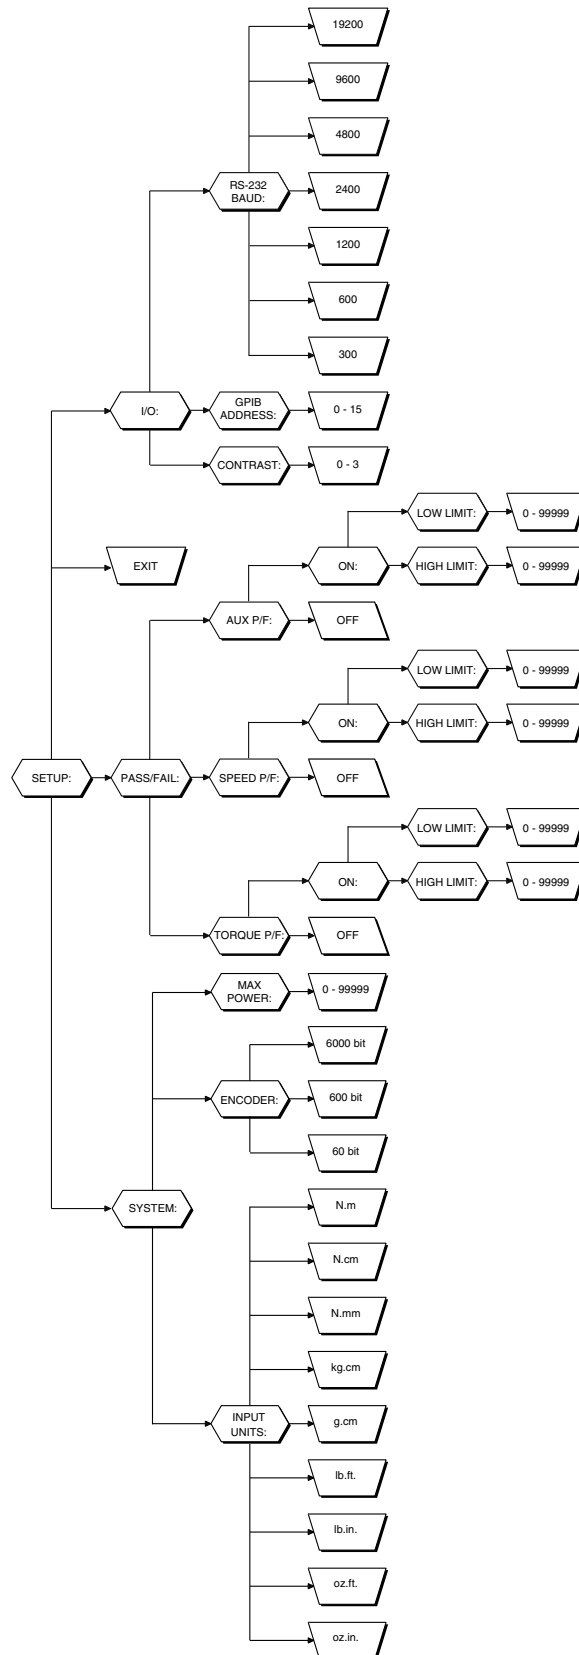 19200
9600
4800
RS-232
BAUD:
2400
1200
600
300
I/O:
GPIB
ADDRESS:
0 - 15
CONTRAST:
0 - 3
LOW LIMIT:
0 - 99999
EXIT
ON:
HIGH LIMIT:
0 - 99999
AUX P/F:
OFF
LOW LIMIT:
0 - 99999
ON:
HIGH LIMIT:
0 - 99999
SETUP:
PASS/FAIL:
SPEED P/F:
OFF
LOW LIMIT:
0 - 99999
ON:
HIGH LIMIT:
0 - 99999
TORQUE P/F:
OFF
MAX
POWER:
0 - 99999
6000 bit
ENCODER:
600 bit
60 bit
SYSTEM:
N.m
N.cm
N.mm
kg.cm
INPUT
UNITS:
g.cm
lb.ft.
lb.in.
oz.ft.
oz.in.